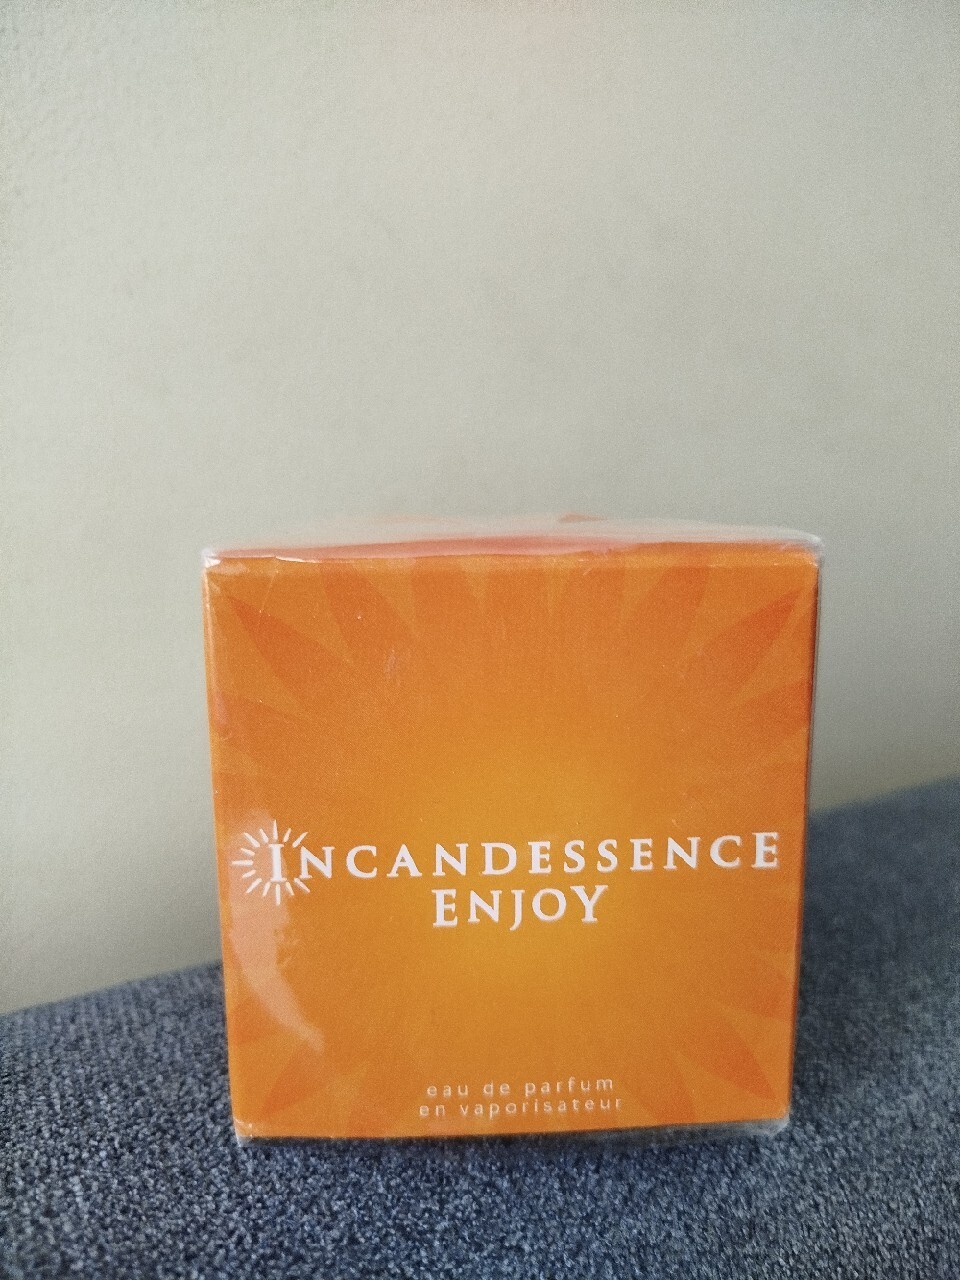 INCANDESSENCE
ENJOY
eau de parfum
en vaporisateur